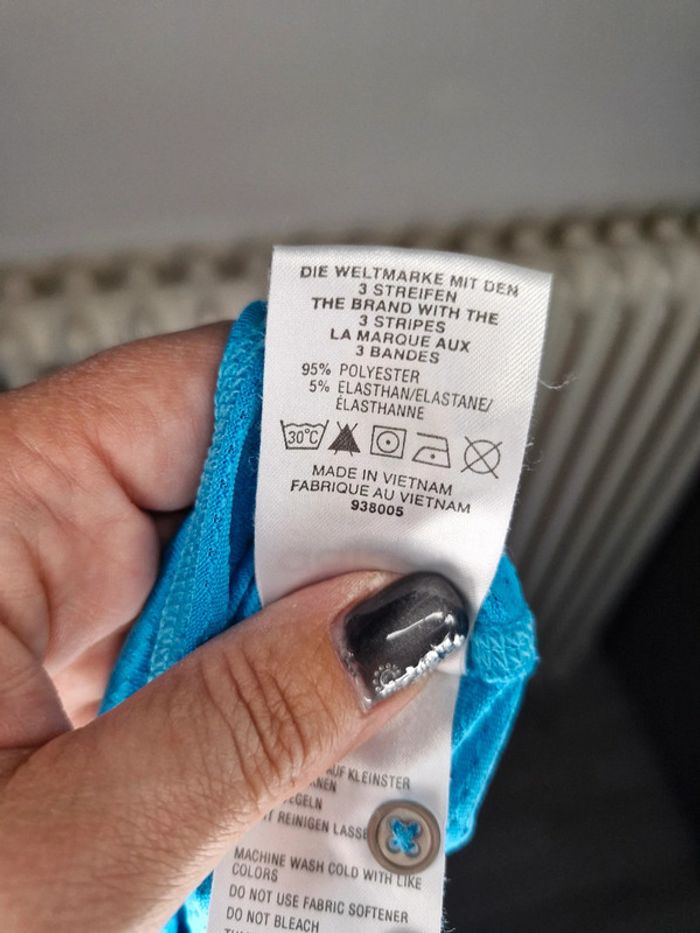 DIE WELTMARKE MIT DEN
3 STREIFEN
THE BRAND WITH THE
3 STRIPES
LA MARQUE AUX
3 BANDES
95% POLYESTER
5% ELASTHAN/ELASTANE/
ÉLASTHANNE
30°C
MADE IN VIETNAM
FABRIQUE AU VIETNAM
938005
AUF KLEINSTER
REINIGEN LASSE
MACHINE WASH COLD WITH LIKE
COLORS
DO NOT USE FABRIC SOFTENER
DO NOT BLEACH